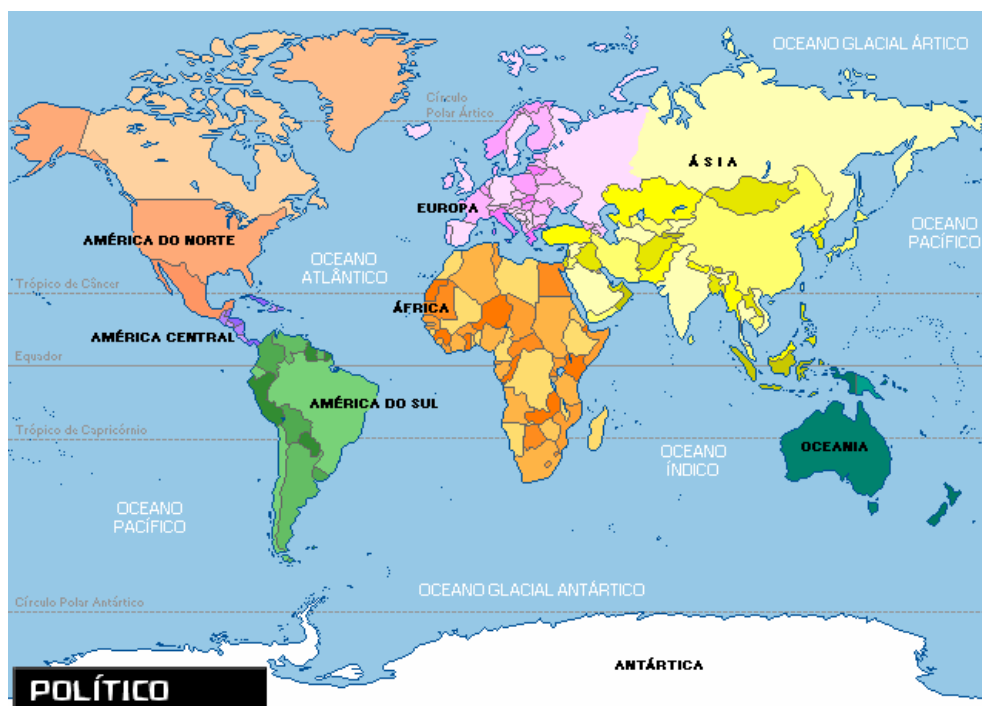 OCEANO GLACIAL ÁRTICO
Círculo
Polar Ártico
ÁSIA
EUROPA
AMÉRICA DO NORTE
OCEANO
PACÍFICO
OCEANO
ATLÂNTICO
Trópico de Câncer
ÁFRICA
AMÉRICA CENTRAL
Equador
AMÉRICA DO SUL
Trópico de Capricórnio
OCEANIA
OCEANO
ÍNDICO
OCEANO
PACÍFICO
OCEANO GLACIAL ANTÁRTICO
Círculo Polar Antártico
ANTÁRTICA
POLÍTICO